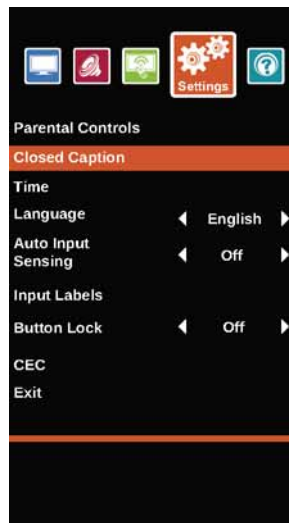 Settings
Parental Controls
Closed Caption
Time
Language English
Auto Input
Sensing Off
Input Labels
Button Lock Off
CEC
Exit